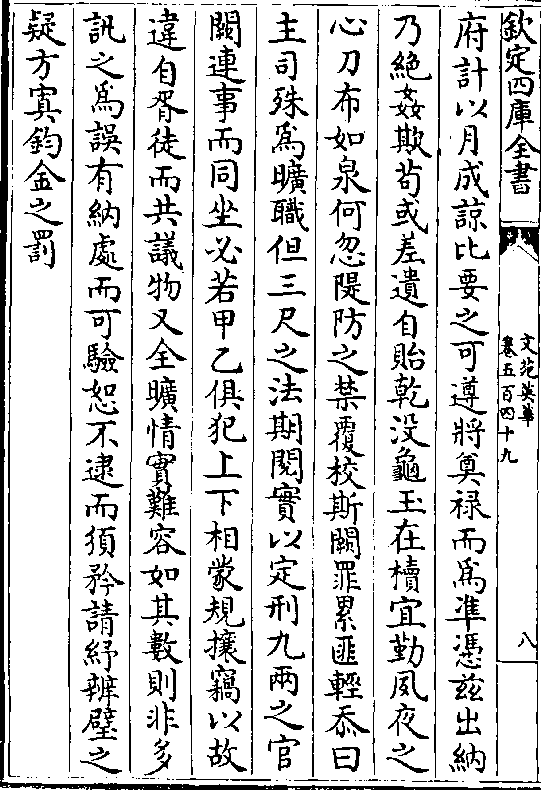 欽定四庫全書
文苑英華
卷五百四十九
八
府計以月成諒比要之可遵將奠禄而為準憑兹出納
乃絶姦欺茍或差遺自貽乾没龜玉在櫝宜勤夙夜之
心刀布如泉何忽隄防之禁覆校斯闕罪累匪輕忝曰
主司殊為曠職但三尺之法期閲實以定刑九兩之官
闗連事而同坐必若甲乙俱犯上下相蒙規攘竊以故
違自胥徒而共議物又全曠情實難容如其數則非多
訊之為誤有納處而可驗恕不逮而須矜請紓辨璧之
疑方寘鈞金之罰